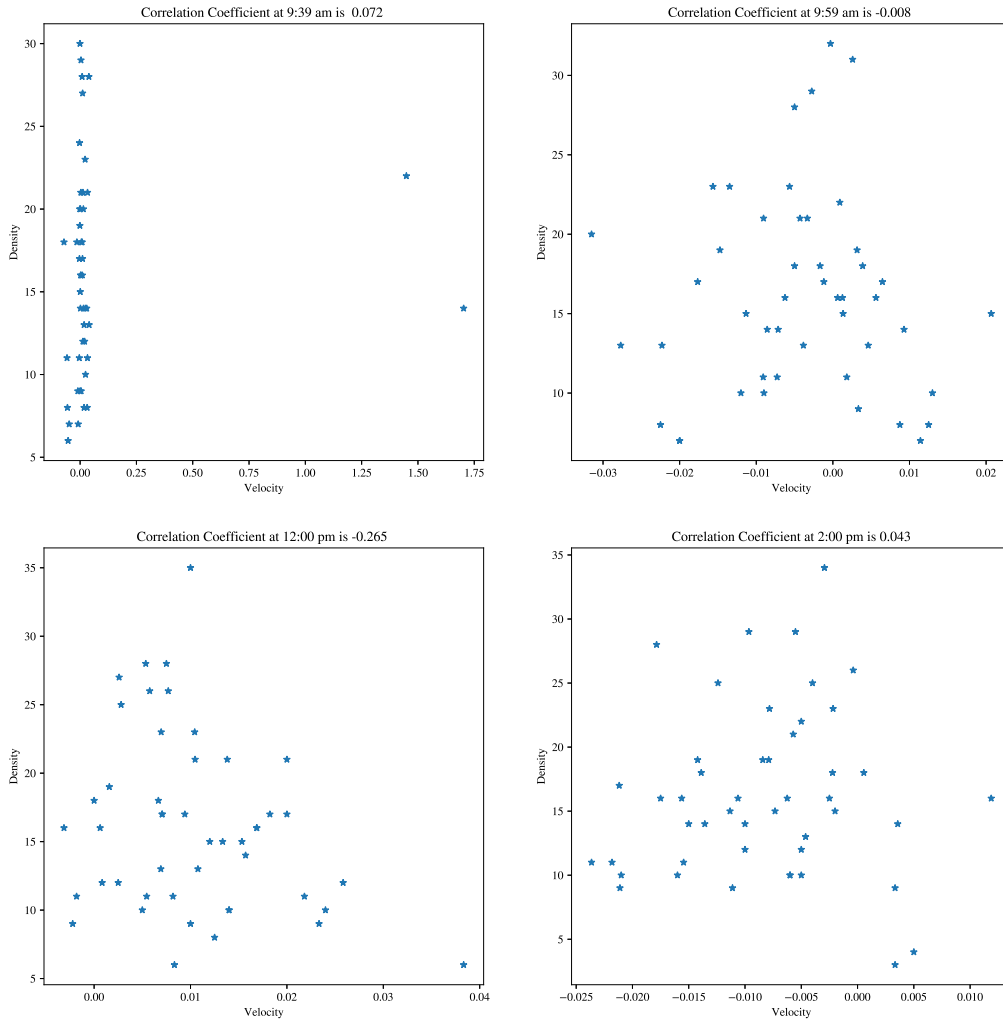 Correlation Coefficient at 9:39 am is  0.072
30
25
20
15
10
5
Density
0.00 0.25 0.50 0.75 1.00 1.25 1.50 1.75
Velocity
Correlation Coefficient at 9:59 am is -0.008
30
25
20
15
10
Density
−0.03 −0.02 −0.01 0.00 0.01 0.02
Velocity
Correlation Coefficient at 12:00 pm is -0.265
35
30
25
20
15
10
5
Density
0.00 0.01 0.02 0.03 0.04
Velocity
Correlation Coefficient at 2:00 pm is 0.043
35
30
25
20
15
10
5
Density
−0.025 −0.020 −0.015 −0.010 −0.005 0.000 0.005 0.010
Velocity